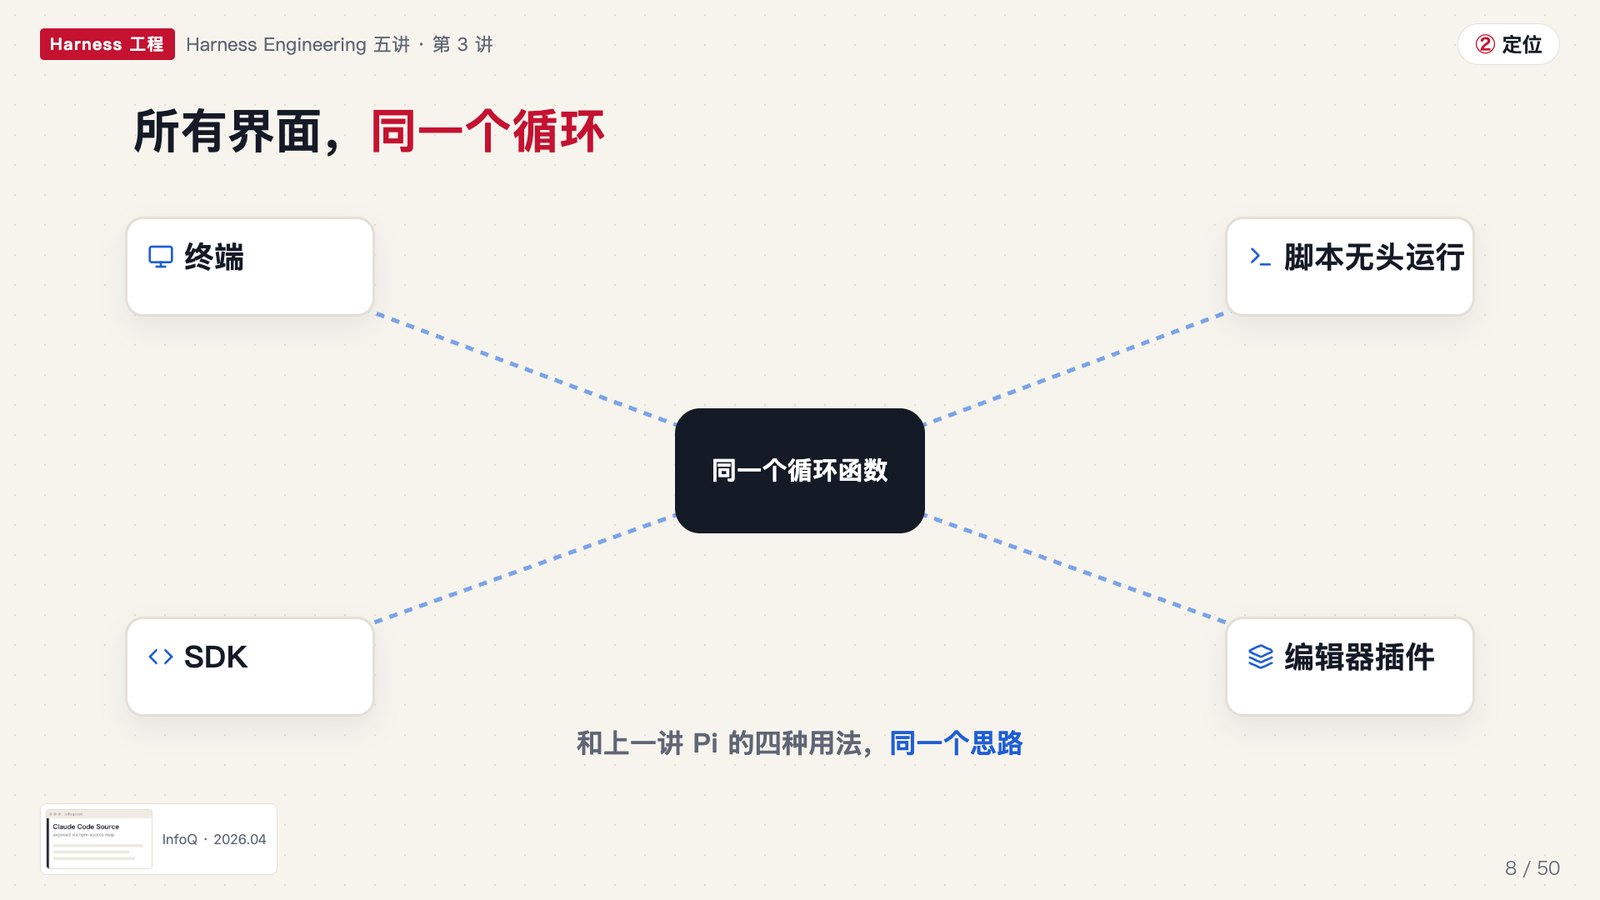 Harness 工程
Harness Engineering 五讲 · 第 3 讲
② 定位
所有界面，同一个循环
终端
脚本无头运行
同一个循环函数
SDK
编辑器插件
和上一讲 Pi 的四种用法，同一个思路
Claude Code Source
InfoQ · 2026.04
8 / 50